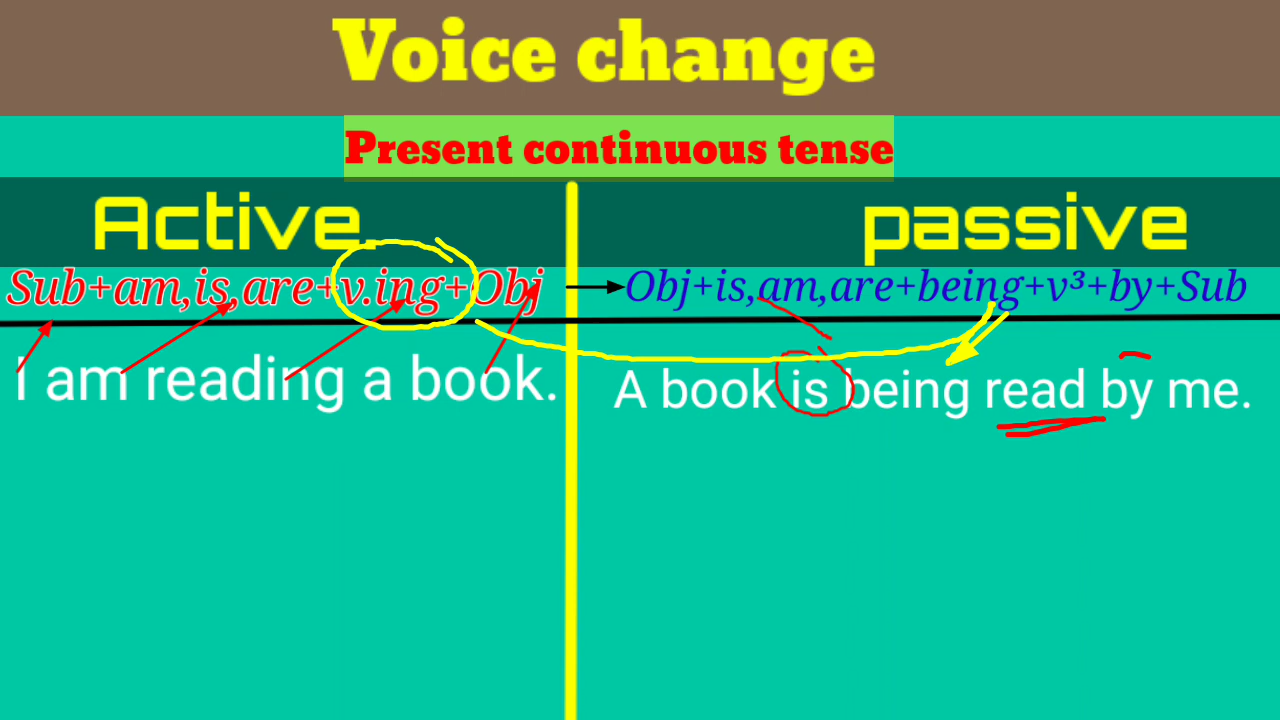 Voice change
Present continuous tense
Active.
passive
Sub+am,is,are+v.ing+Obj
Obj+is,am,are+being+v³+by+Sub
I am reading a book.
A book is being read by me.